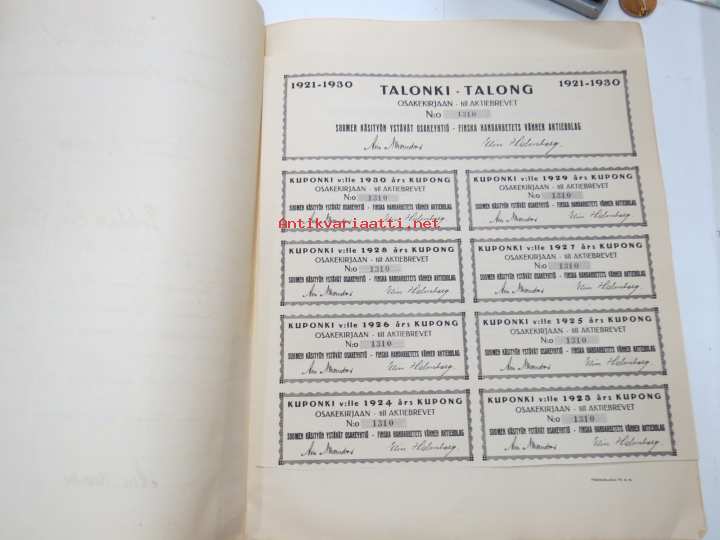 1921-1930 1921-1930
TALONKI - TALONG
OSAKEKIRJAAN - till AKTIEBREVET
N:o 1310
SUOMEN KÄSITYÖN YSTÄVÄT OSAKEYHTIÖ - FINSKA HANDARBETETS VÄNNER AKTIEBOLAG
KUPONKI v:lle 1930 års KUPONG
OSAKEKIRJAAN - till AKTIEBREVET
N:o 1310
SUOMEN KÄSITYÖN YSTÄVÄT OSAKEYHTIÖ - FINSKA HANDARBETETS VÄNNER AKTIEBOLAG
KUPONKI v:lle 1929 års KUPONG
OSAKEKIRJAAN - till AKTIEBREVET
N:o 1310
SUOMEN KÄSITYÖN YSTÄVÄT OSAKEYHTIÖ - FINSKA HANDARBETETS VÄNNER AKTIEBOLAG
Antikvariaatti.net
KUPONKI v:lle 1928 års KUPONG
OSAKEKIRJAAN - till AKTIEBREVET
N:o 1310
SUOMEN KÄSITYÖN YSTÄVÄT OSAKEYHTIÖ - FINSKA HANDARBETETS VÄNNER AKTIEBOLAG
KUPONKI v:lle 1927 års KUPONG
OSAKEKIRJAAN - till AKTIEBREVET
N:o 1310
SUOMEN KÄSITYÖN YSTÄVÄT OSAKEYHTIÖ - FINSKA HANDARBETETS VÄNNER AKTIEBOLAG
KUPONKI v:lle 1926 års KUPONG
OSAKEKIRJAAN - till AKTIEBREVET
N:o 1310
SUOMEN KÄSITYÖN YSTÄVÄT OSAKEYHTIÖ - FINSKA HANDARBETETS VÄNNER AKTIEBOLAG
KUPONKI v:lle 1925 års KUPONG
OSAKEKIRJAAN - till AKTIEBREVET
N:o 1310
SUOMEN KÄSITYÖN YSTÄVÄT OSAKEYHTIÖ - FINSKA HANDARBETETS VÄNNER AKTIEBOLAG
KUPONKI v:lle 1924 års KUPONG
OSAKEKIRJAAN - till AKTIEBREVET
N:o 1310
SUOMEN KÄSITYÖN YSTÄVÄT OSAKEYHTIÖ - FINSKA HANDARBETETS VÄNNER AKTIEBOLAG
KUPONKI v:lle 1923 års KUPONG
OSAKEKIRJAAN - till AKTIEBREVET
N:o 1310
SUOMEN KÄSITYÖN YSTÄVÄT OSAKEYHTIÖ - FINSKA HANDARBETETS VÄNNER AKTIEBOLAG